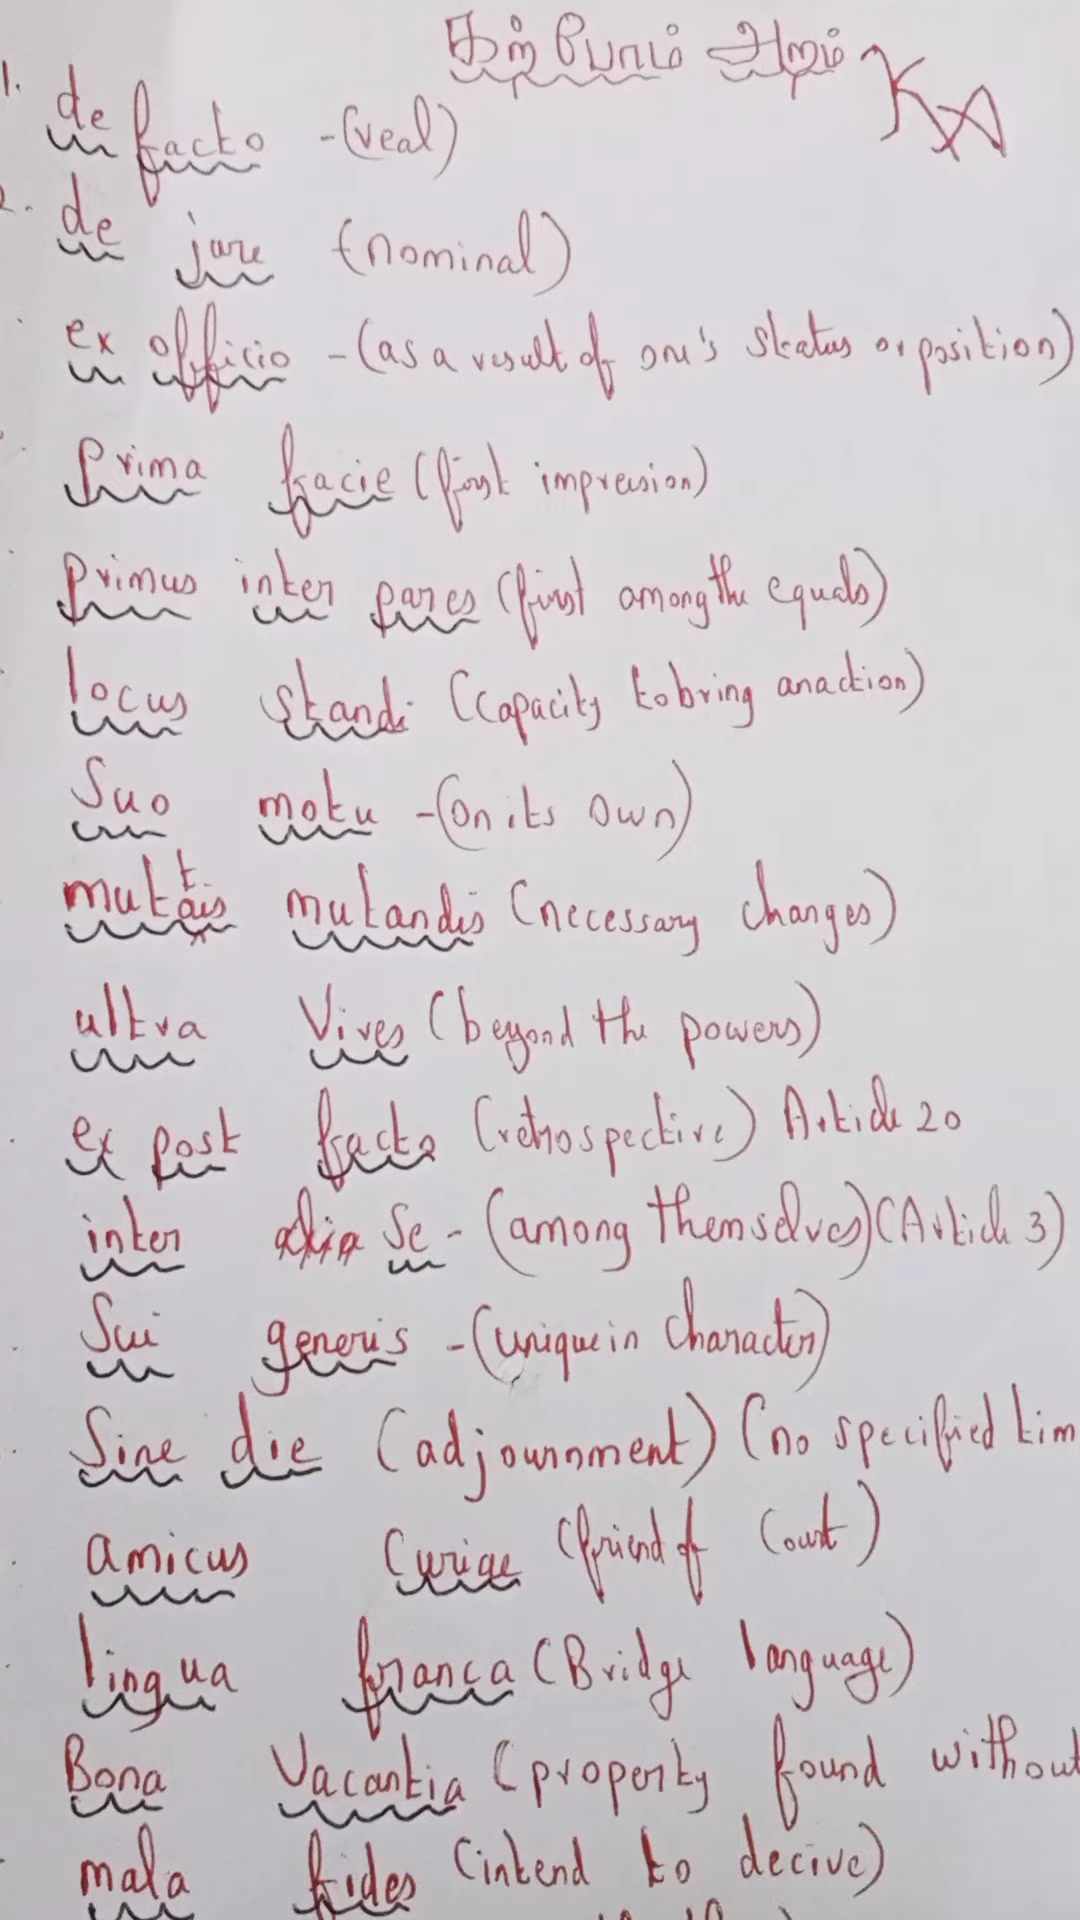 கற்போம் அறம் KA
1. de facto - (real)
2. de jure - (nominal)
ex officio - (as a result of one's status or position)
Prima facie (first impression)
Primus inter pares (first among the equals)
locus standi (capacity to bring an action)
Suo motu - (on its own)
mutatis mutandis (necessary changes)
ultra Vires (beyond the powers)
ex post facto (retrospective) Article 20
inter se - (among themselves) (Article 3)
Sui generis - (unique in character)
Sine die (adjournment) (no specified tim
amicus Curiae (friend of Court)
lingua franca (Bridge language)
Bona Vacantia (property found without
mala fides (intend to decive)